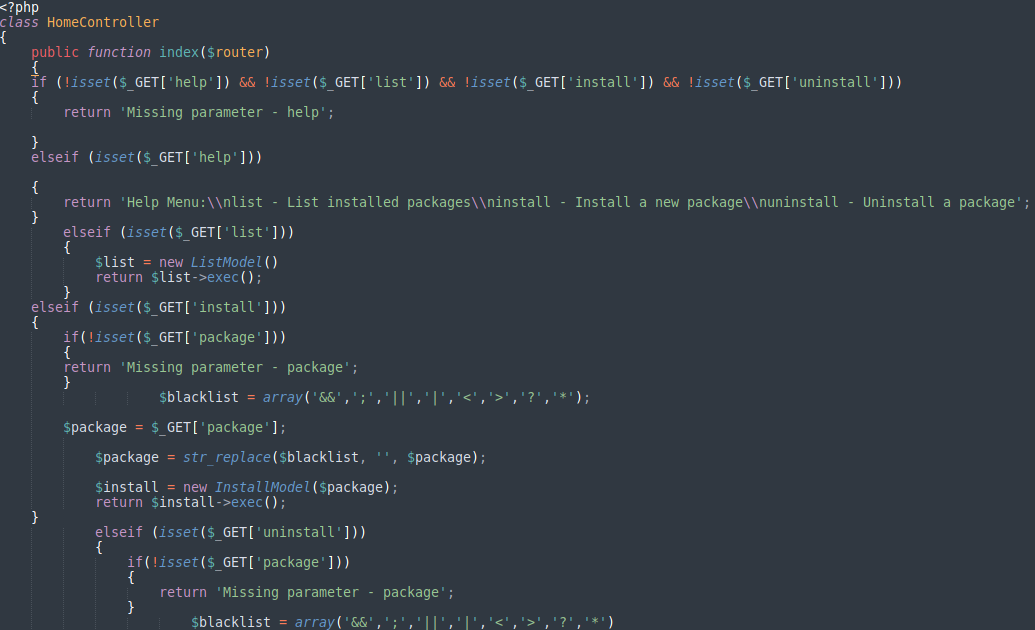 <?php
class HomeController
{
    public function index($router)
    {
    if (!isset($_GET['help']) && !isset($_GET['list']) && !isset($_GET['install']) && !isset($_GET['uninstall']))
    {
        return 'Missing parameter - help';
    }
    elseif (isset($_GET['help']))
    {
        return 'Help Menu:\\nlist - List installed packages\\ninstall - Install a new package\\nuninstall - Uninstall a package';
    }
        elseif (isset($_GET['list']))
        {
            $list = new ListModel()
            return $list->exec();
        }
    elseif (isset($_GET['install']))
    {
        if(!isset($_GET['package']))
        {
        return 'Missing parameter - package';
        }
                    $blacklist = array('&&',';','||','|','<','>','?','*');
        $package = $_GET['package'];
            $package = str_replace($blacklist, '', $package);
            $install = new InstallModel($package);
            return $install->exec();
    }
            elseif (isset($_GET['uninstall']))
            {
                if(!isset($_GET['package']))
                {
                    return 'Missing parameter - package';
                }
                        $blacklist = array('&&',';','||','|','<','>','?','*')